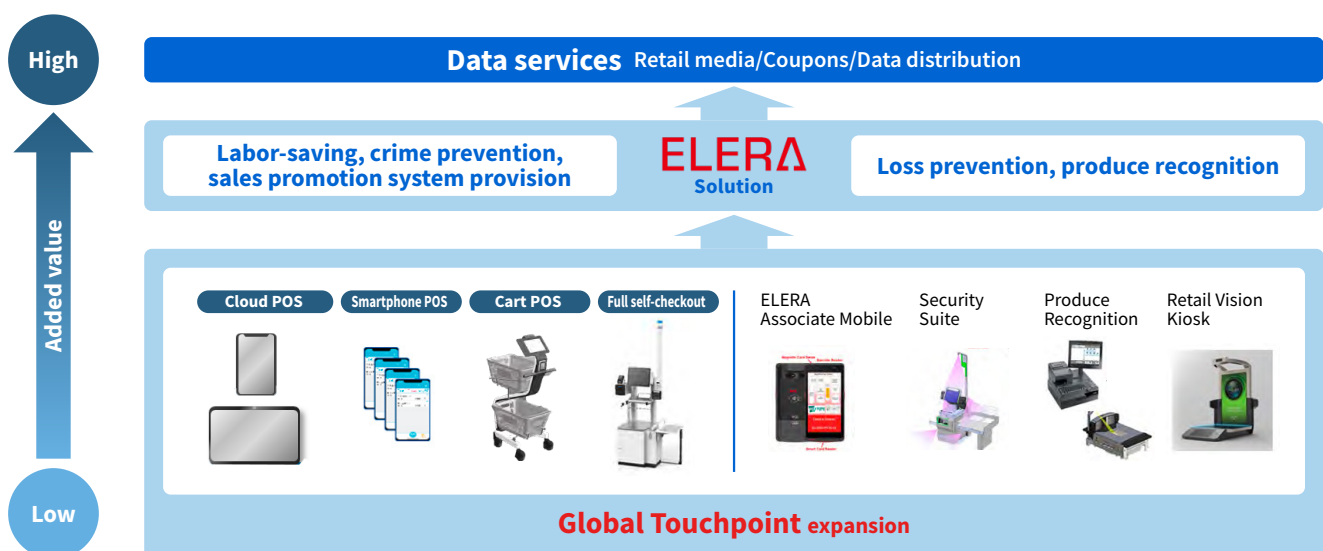 High
Data services Retail media/Coupons/Data distribution
Labor-saving, crime prevention,
sales promotion system provision
ELERA
Solution
Loss prevention, produce recognition
Added value
Cloud POS
Smartphone POS
Cart POS
Full self-checkout
ELERA
Associate Mobile
Security
Suite
Produce
Recognition
Retail Vision
Kiosk
Low
Global Touchpoint expansion